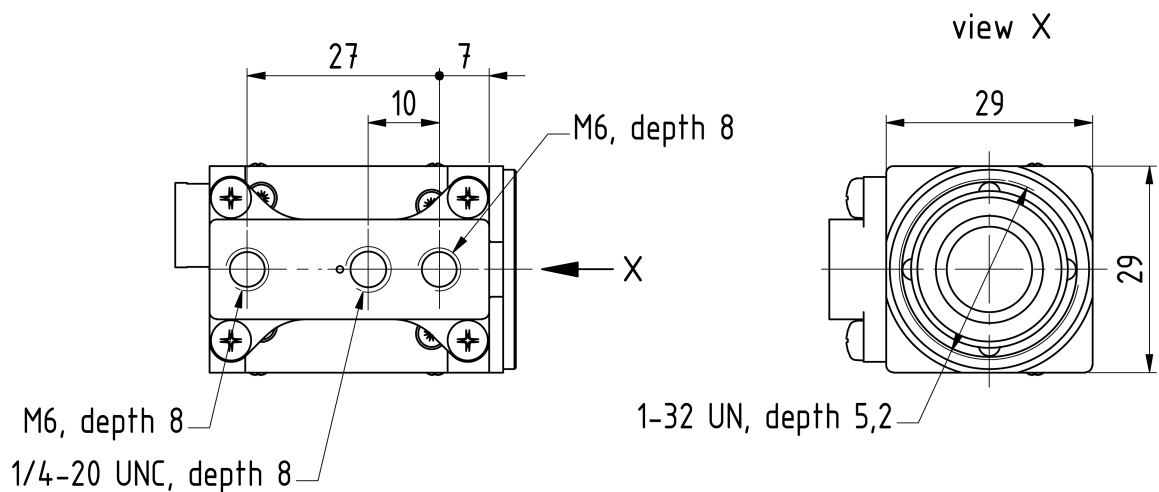 view X
27
7
10
M6, depth 8
29
X
29
M6, depth 8
1-32 UN, depth 5,2
1/4-20 UNC, depth 8